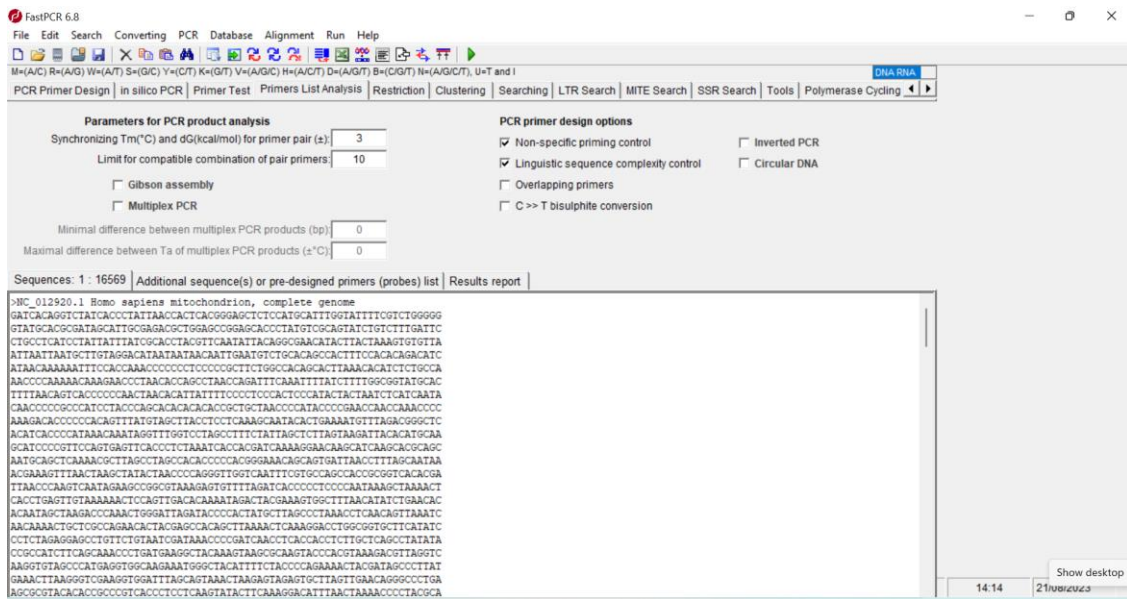 FastPCR 6.8
File Edit Search Converting PCR Database Alignment Run Help
M=(A/C) R=(A/G) W=(A/T) S=(G/C) Y=(C/T) K=(G/T) V=(A/G/C) H=(A/C/T) D=(A/G/T) B=(C/G/T) N=(A/G/C/T), U=T and I
DNA RNA
PCR Primer Design in silico PCR Primer Test Primers List Analysis Restriction Clustering Searching LTR Search MITE Search SSR Search Tools Polymerase Cycling
Parameters for PCR product analysis
Synchronizing Tm(°C) and dG(kcal/mol) for primer pair (±): 3
Limit for compatible combination of pair primers: 10
Gibson assembly
Multiplex PCR
Minimal difference between multiplex PCR products (bp): 0
Maximal difference between Ta of multiplex PCR products (±°C): 0
PCR primer design options
Non-specific priming control
Linguistic sequence complexity control
Overlapping primers
C >> T bisulphite conversion
Inverted PCR
Circular DNA
Sequences: 1 : 16569 Additional sequence(s) or pre-designed primers (probes) list Results report
>NC_012920.1 Homo sapiens mitochondrion, complete genome
GATCACAGGTCTATCACCCTATTAACCACTCACGGGAGCTCTCCATGCATTTGGTATTTTCGTCTGGGGG
GTATGCACGCGATAGCATTGCGAGACGCTGGAGCCGGAGCACCCTATGTCGCAGTATCTGTCTTTGATTC
CTGCCTCATCCTATTATTTATCGCACCTACGTTCAATATTACAGGCGAACATACTTACTAAAGTGTGTTA
ATTAATTAATGCTTGTAGGACATAATAATAACAATTGAATGTCTGCACAGCCACTTTCCACACAGACATC
ATAACAAAAAATTTCCACCAAACCCCCCCTCCCCCGCTTCTGGCCACAGCACTTAAACACATCTCTGCCA
AACCCCAAAAACAAAGAACCCTAACACCAGCCTAACCAGATTTCAAATTTTATCTTTTGGCGGTATGCAC
TTTTAACAGTCACCCCCCAACTAACACATTATTTTCCCCTCCCACTCCCATACTACTAATCTCATCAATA
CAACCCCCGCCCATCCTACCCAGCACACACACACCGCTGCTAACCCCATACCCCGAACCAACCAAACCCC
AAAGACACCCCCCACAGTTTATGTAGCTTACCTCCTCAAAGCAATACACTGAAAATGTTTAGACGGGCTC
ACATCACCCCATAAACAAATAGGTTTGGTCCTAGCCTTTCTATTAGCTCTTAGTAAGATTACACATGCAA
GCATCCCCGTTCCAGTGAGTTCACCCTCTAAATCACCACGATCAAAAGGAACAAGCATCAAGCACGCAGC
AATGCAGCTCAAAACGCTTAGCCTAGCCACACCCCCACGGGAAACAGCAGTGATTAACCTTTAGCAATAA
ACGAAAGTTTAACTAAGCTATACTAACCCCAGGGTTGGTCAATTTCGTGCCAGCCACCGCGGTCACACGA
TTAACCCAAGTCAATAGAAGCCGGCGTAAAGAGTGTTTTAGATCACCCCCTCCCCAATAAAGCTAAAACT
CACCTGAGTTGTAAAAAACTCCAGTTGACACAAAATAGACTACGAAAGTGGCTTTAACATATCTGAACAC
ACAATAGCTAAGACCCAAACTGGGATTAGATACCCCACTATGCTTAGCCCTAAACCTCAACAGTTAAATC
AACAAAACTGCTCGCCAGAACACTACGAGCCACAGCTTAAAACTCAAAGGACCTGGCGGTGCTTCATATC
CCTCTAGAGGAGCCTGTTCTGTAATCGATAAACCCCGATCAACCTCACCACCTCTTGCTCAGCCTATATA
CCGCCATCTTCAGCAAACCCTGATGAAGGCTACAAAGTAAGCGCAAGTACCCACGTAAAGACGTTAGGTC
AAGGTGTAGCCCATGAGGTGGCAAGAAATGGGCTACATTTTCTACCCCAGAAAACTACGATAGCCCTTAT
GAAACTTAAGGGTCGAAGGTGGATTTAGCAGTAAACTAAGAGTAGAGTGCTTAGTTGAACAGGGCCCTGA
AGCGCGTACACACCGCCCGTCACCCTCCTCAAGTATACTTCAAAGGACATTTAACTAAAACCCCTACGCA
Show desktop
14:14 21/08/2023